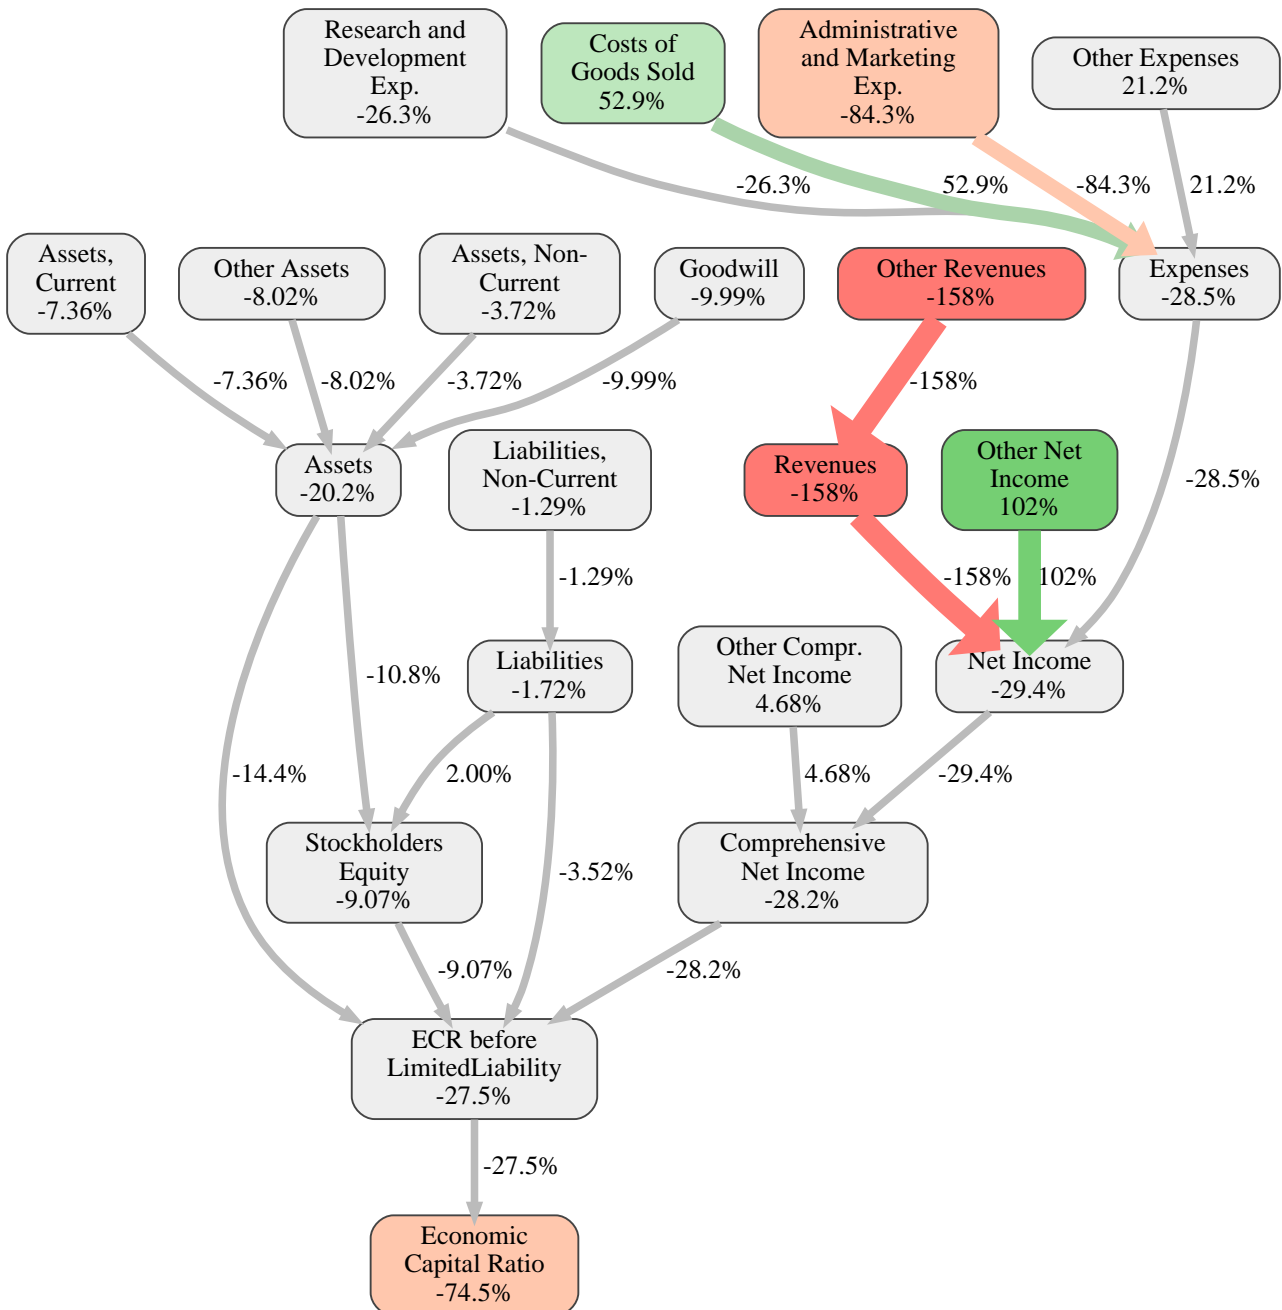 Research and
Development
Exp.
-26.3%
Costs of
Goods Sold
52.9%
Administrative
and Marketing
Exp.
-84.3%
Other Expenses
21.2%
-26.3%
52.9%
-84.3%
21.2%
Assets,
Current
-7.36%
Other Assets
-8.02%
Assets, Non-
Current
-3.72%
Goodwill
-9.99%
Other Revenues
-158%
Expenses
-28.5%
-7.36%
-8.02%
-3.72%
-9.99%
-158%
Assets
-20.2%
Liabilities,
Non-Current
-1.29%
Revenues
-158%
Other Net
Income
102%
-28.5%
-1.29%
-158%
102%
Liabilities
-1.72%
Other Compr.
Net Income
4.68%
Net Income
-29.4%
-10.8%
-14.4%
2.00%
4.68%
-29.4%
Stockholders
Equity
-9.07%
-3.52%
Comprehensive
Net Income
-28.2%
-9.07%
-28.2%
ECR before
LimitedLiability
-27.5%
-27.5%
Economic
Capital Ratio
-74.5%